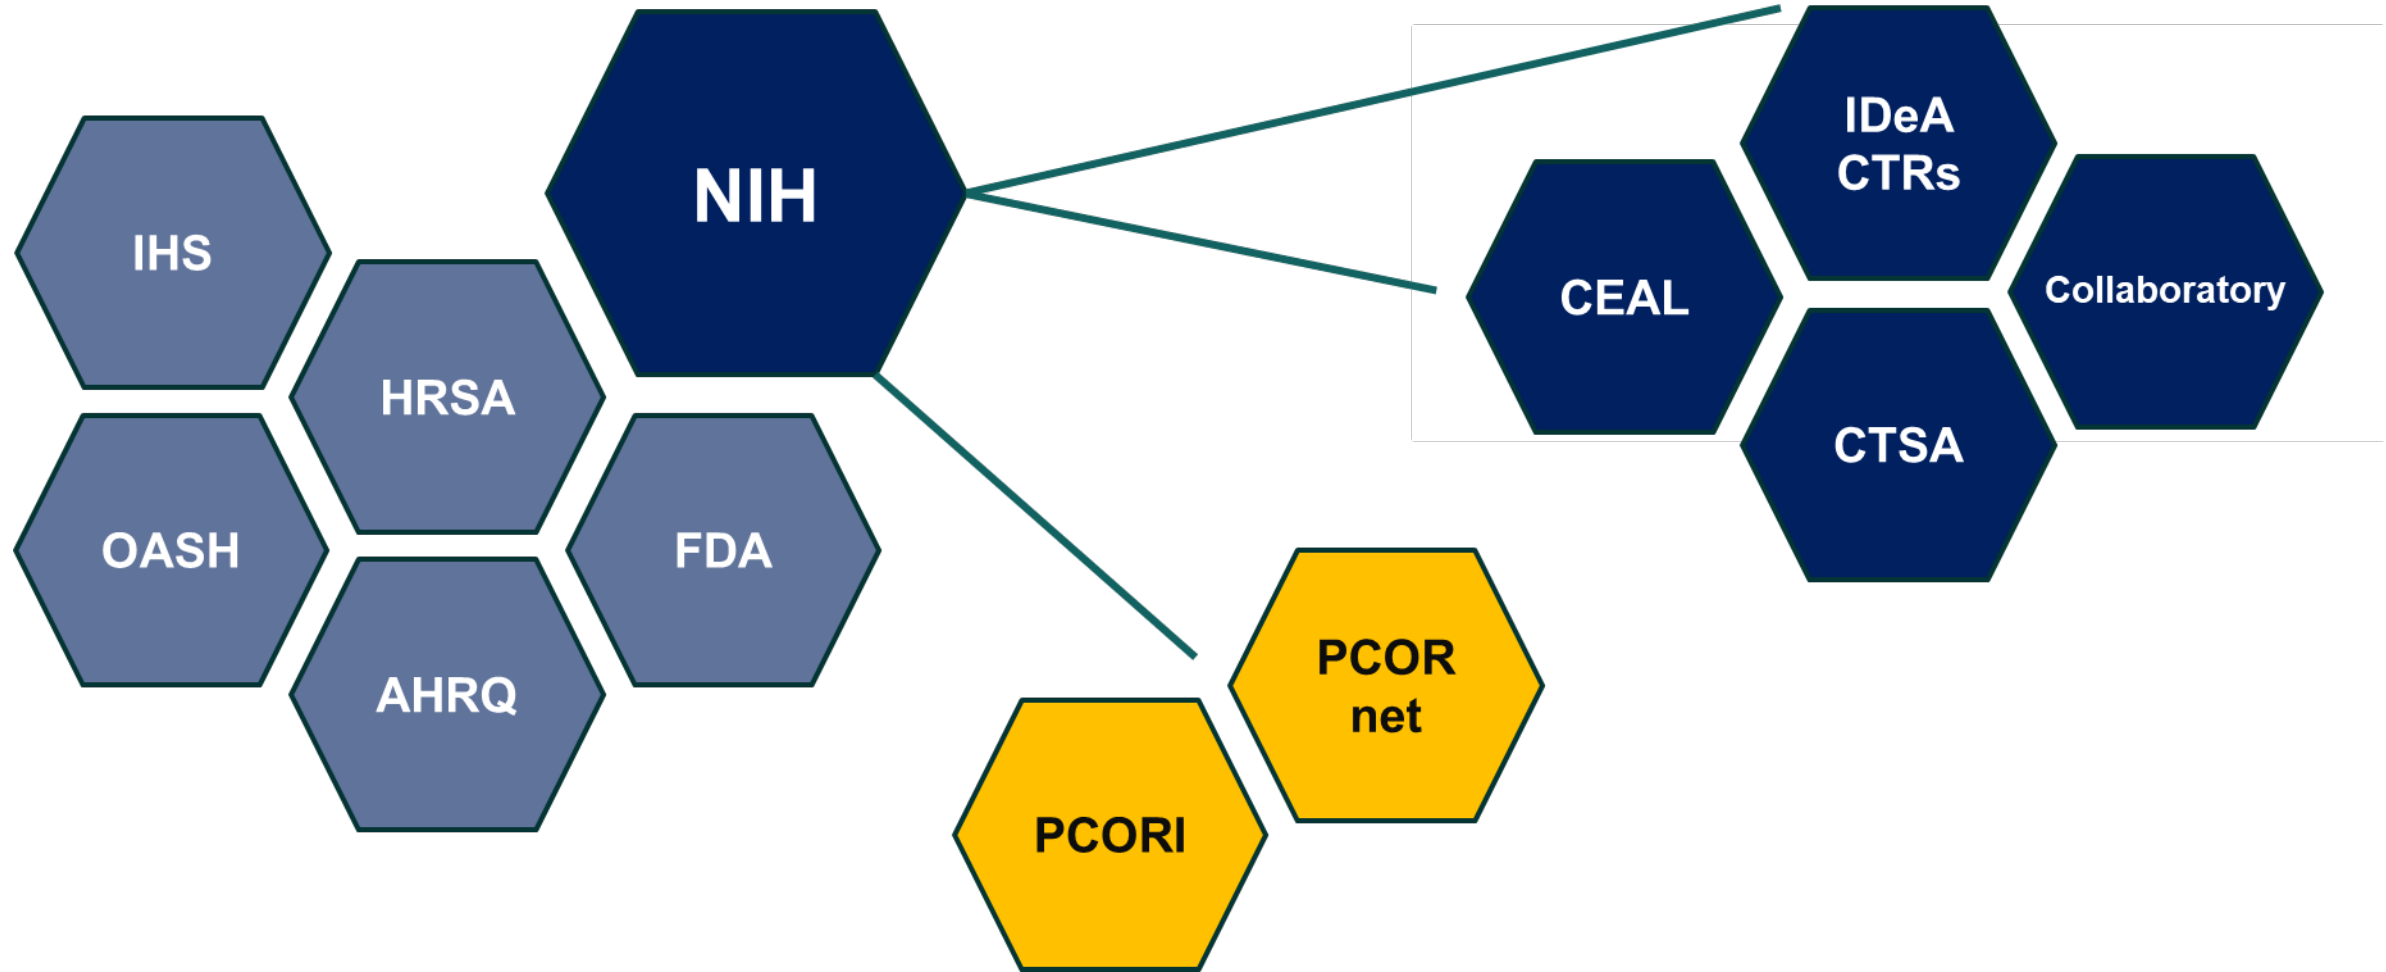 NIH
IHS
HRSA
OASH
FDA
AHRQ
IDeA
CTRs
CEAL
Collaboratory
CTSA
PCOR
net
PCORI